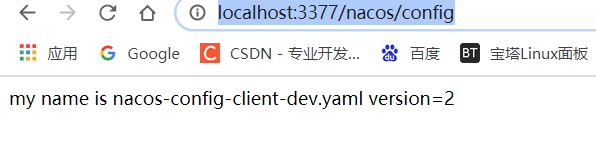 localhost:3377/nacos/config
应用 Google CSDN - 专业开发... 百度 BT 宝塔Linux面板
my name is nacos-config-client-dev.yaml version=2